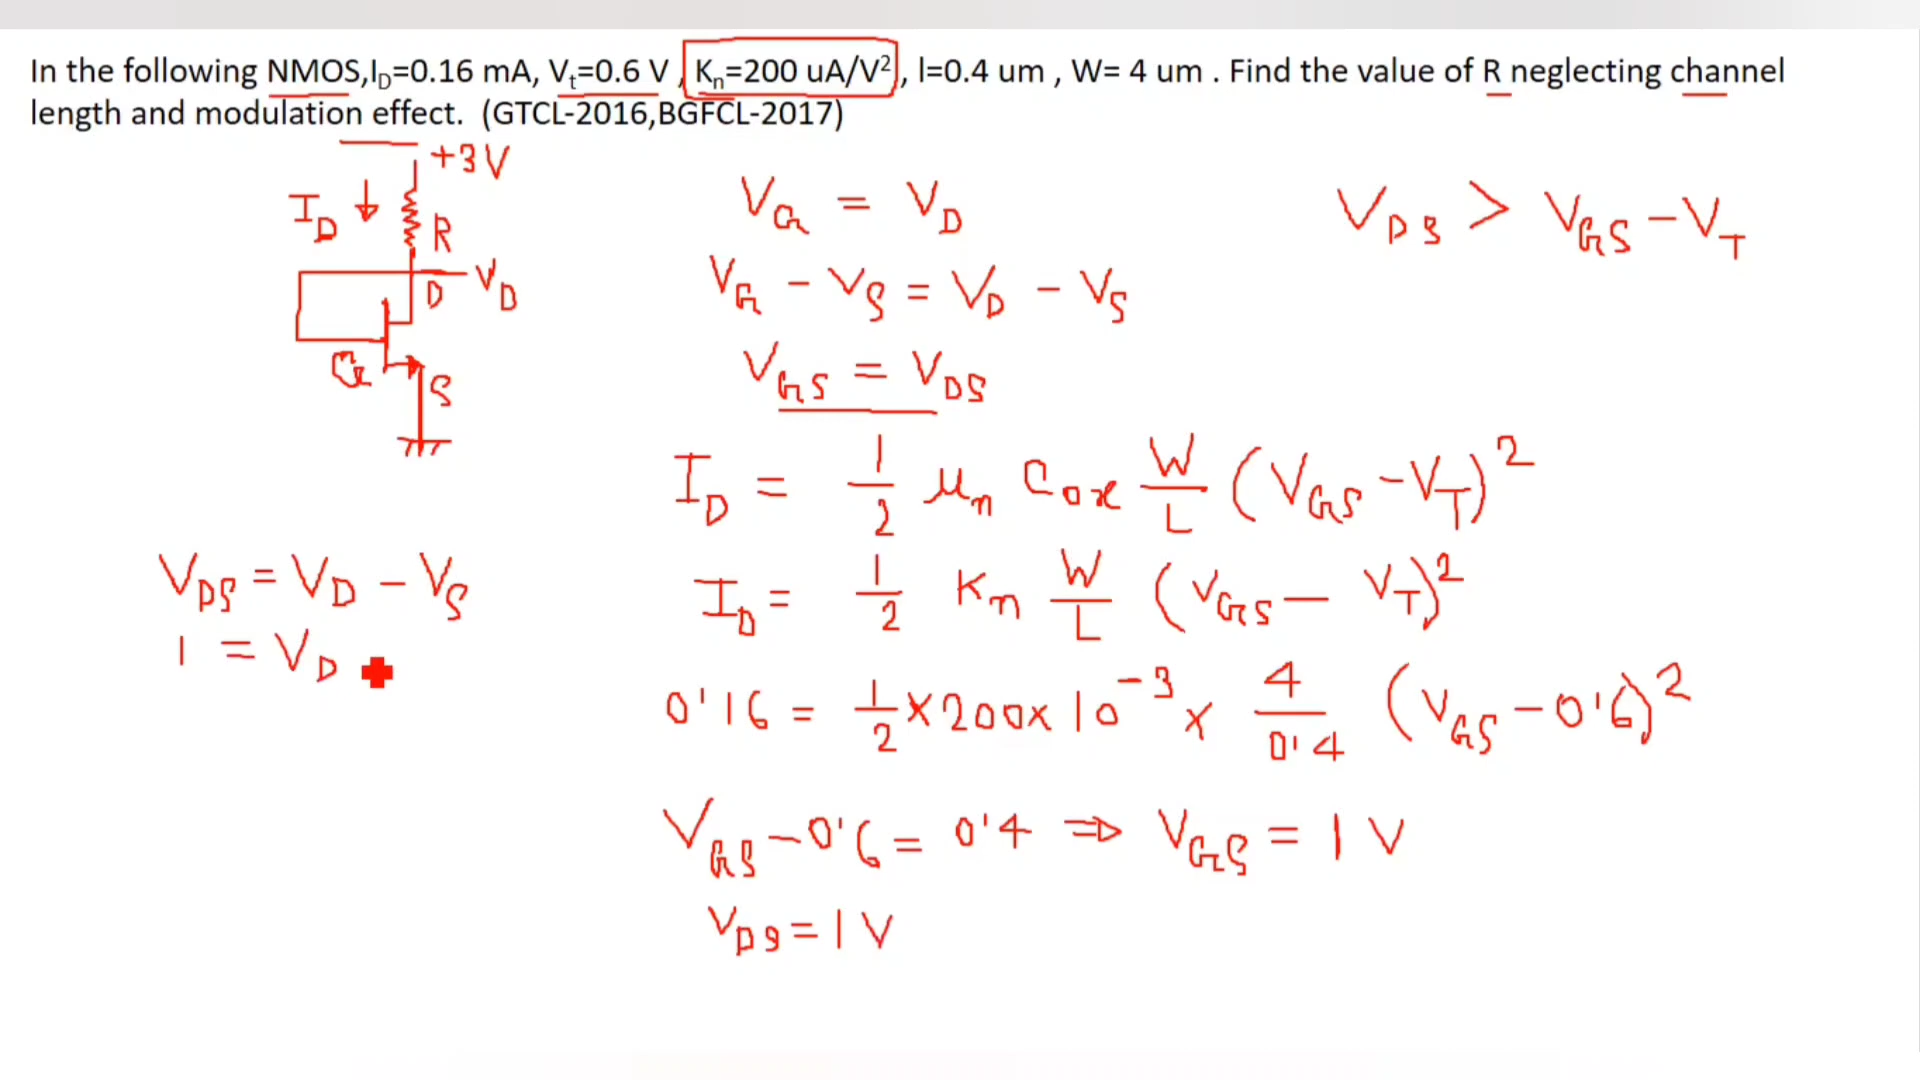 In the following NMOS,I_D=0.16 mA, V_t=0.6 V , K_n=200 uA/V², l=0.4 um , W= 4 um . Find the value of R neglecting channel
length and modulation effect. (GTCL-2016,BGFCL-2017)
+3V
I_D ↓
R
D
V_D
G
S
V_G = V_D
V_G - V_S = V_D - V_S
V_GS = V_DS
V_DS > V_GS - V_T
I_D = 1/2 μ_n Cox W/L (V_GS - V_T)²
V_DS = V_D - V_S
1 = V_D
I_D = 1/2 K_n W/L (V_GS - V_T)²
0'16 = 1/2 × 200 × 10⁻³ × 4/0'4 (V_GS - 0'6)²
V_GS - 0'6 = 0'4 ⇒ V_GS = 1 V
V_DS = 1 V